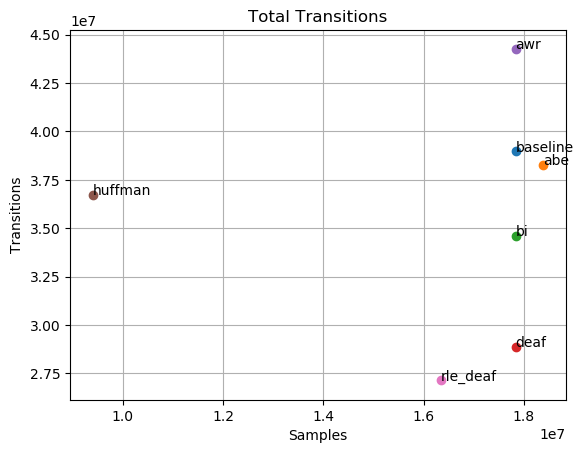 Total Transitions
1e7
4.50
4.25
4.00
3.75
3.50
3.25
3.00
2.75
Transitions
awr
baseline
abe
huffman
bi
deaf
rle_deaf
1.0
1.2
1.4
1.6
1.8
Samples
1e7